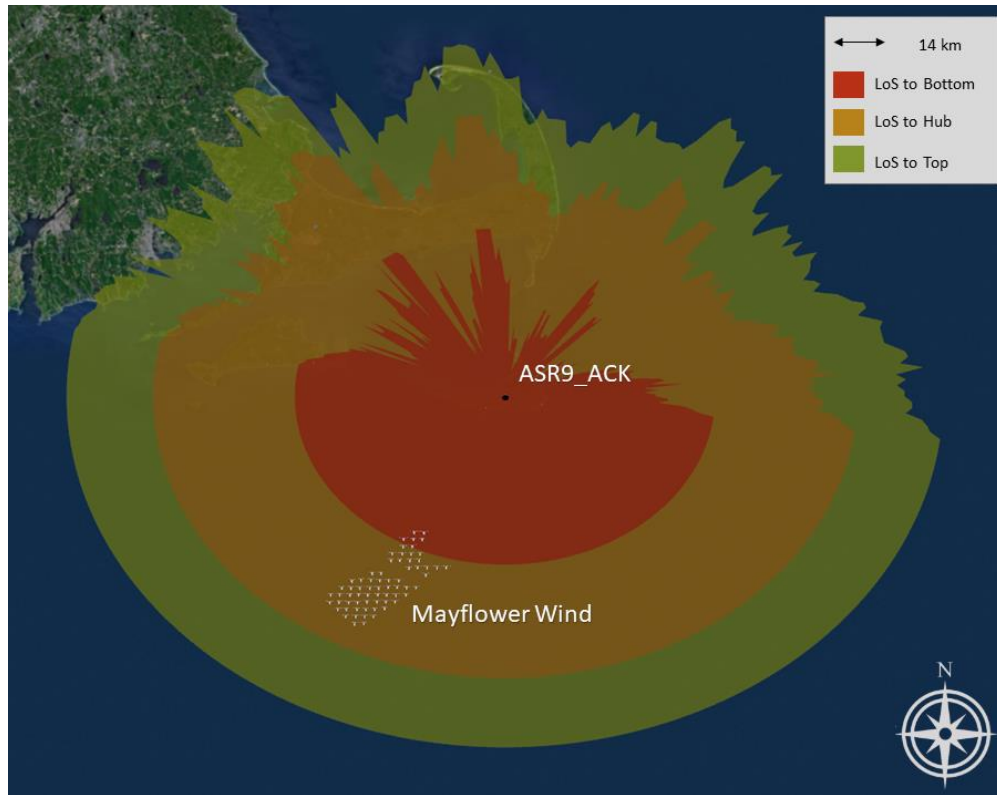 14 km
LoS to Bottom
LoS to Hub
LoS to Top
ASR9_ACK
Mayflower Wind
N